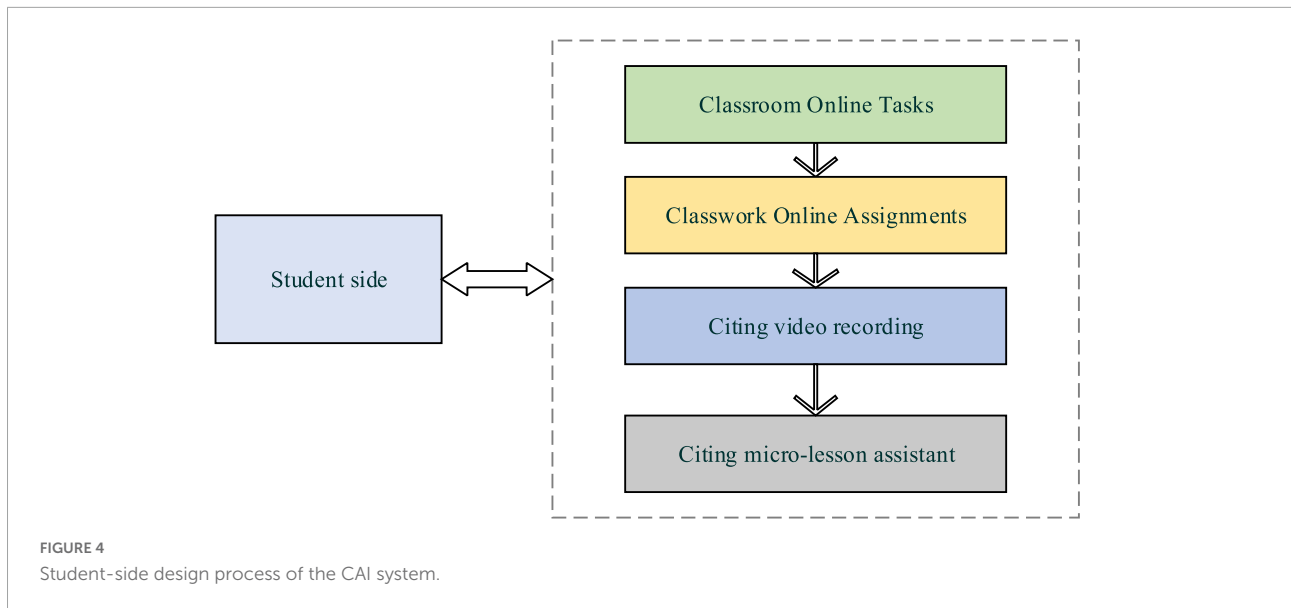 Classroom Online Tasks
Classwork Online Assignments
Student side
Citing video recording
Citing micro-lesson assistant
FIGURE 4
Student-side design process of the CAI system.